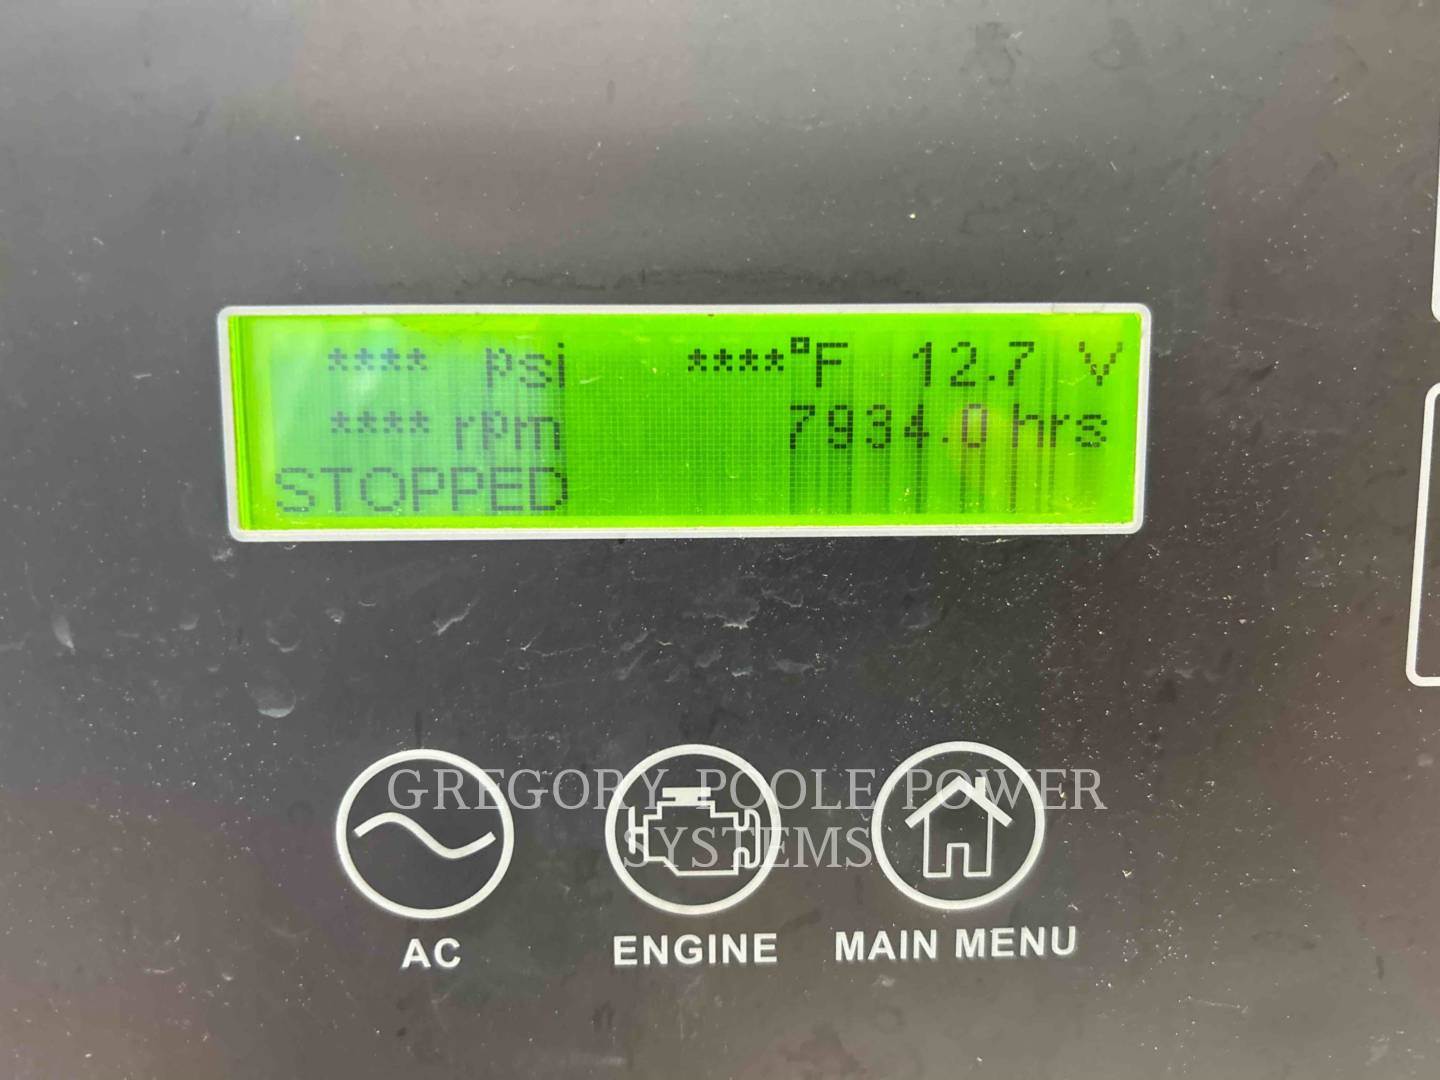 **** psi ****°F 12.7 V
**** rpm 7934.0 hrs
STOPPED
GREGORY POOLE POWER
SYSTEMS
AC ENGINE MAIN MENU